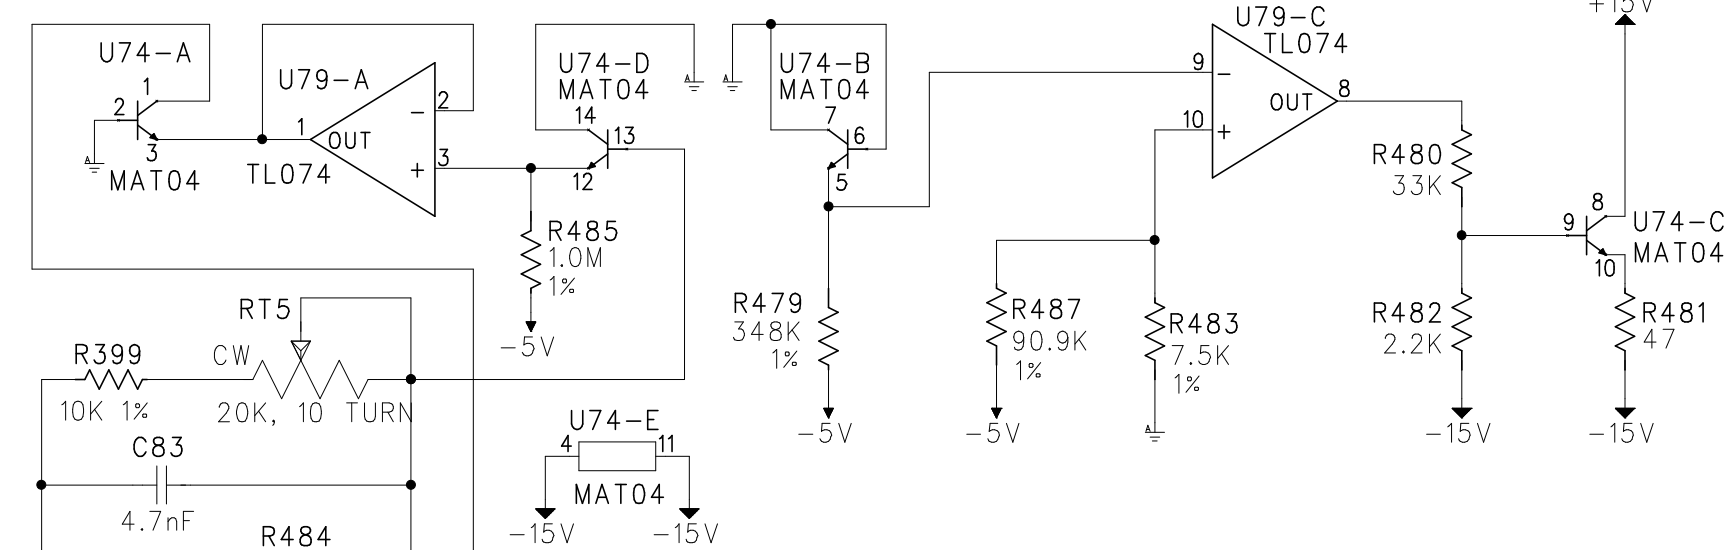 U74-A
1
2
3
MAT04
A
U79-A
2
3
1
OUT
-
+
TL074
U74-D
MAT04
14
13
12
A
R485
1.0M
1%
-5V
A
U74-B
MAT04
7
6
5
R479
348K
1%
-5V
U79-C
TL074
9
10
8
-
+
OUT
R487
90.9K
1%
-5V
R483
7.5K
1%
A
R480
33K
R482
2.2K
-15V
+15V
8
9
10
U74-C
MAT04
R481
47
-15V
RT5
CW
20K, 10 TURN
R399
10K 1%
C83
4.7nF
R484
U74-E
4
11
MAT04
-15V
-15V